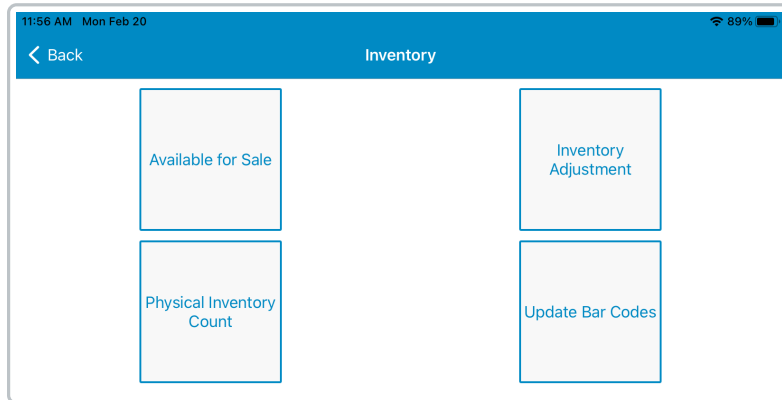 11:56 AM Mon Feb 20
89%
Back
Inventory
Available for Sale
Inventory
Adjustment
Physical Inventory
Count
Update Bar Codes